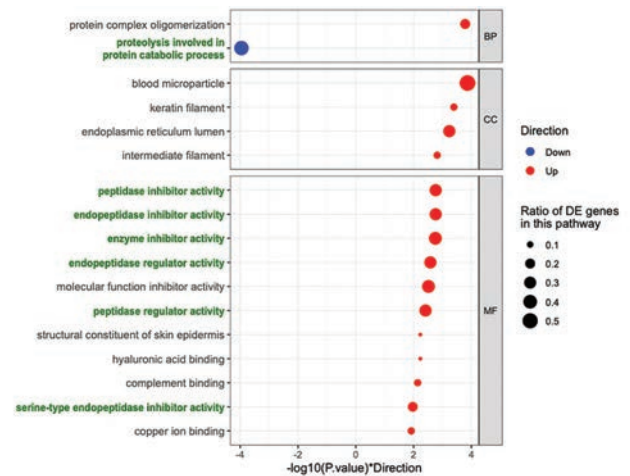 protein complex oligomerization
proteolysis involved in
protein catabolic process
BP
blood microparticle
keratin filament
endoplasmic reticulum lumen
intermediate filament
CC
peptidase inhibitor activity
endopeptidase inhibitor activity
enzyme inhibitor activity
endopeptidase regulator activity
molecular function inhibitor activity
peptidase regulator activity
structural constituent of skin epidermis
hyaluronic acid binding
complement binding
serine-type endopeptidase inhibitor activity
copper ion binding
MF
-4 -2 0 2 4
-log10(P.value)*Direction
Direction
Down
Up
Ratio of DE genes
in this pathway
0.1
0.2
0.3
0.4
0.5